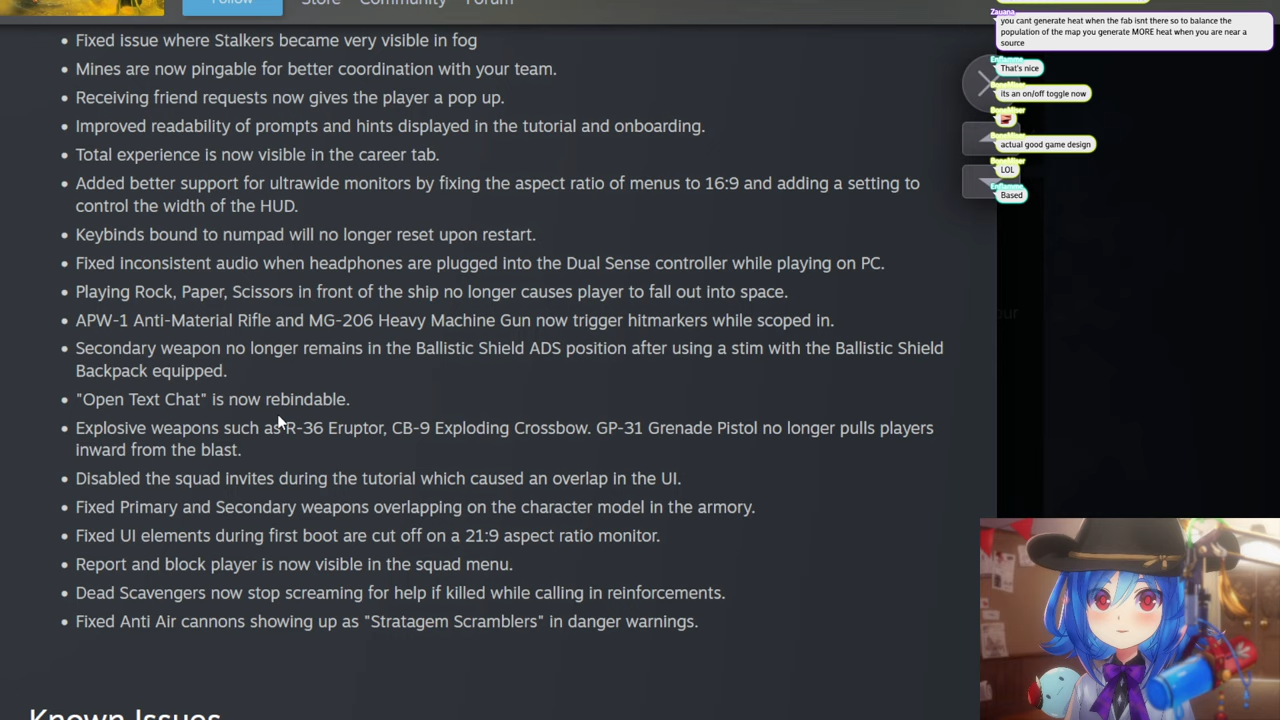 Follow
Store
Community
Forum
Fixed issue where Stalkers became very visible in fog
Mines are now pingable for better coordination with your team.
Receiving friend requests now gives the player a pop up.
Improved readability of prompts and hints displayed in the tutorial and onboarding.
Total experience is now visible in the career tab.
Added better support for ultrawide monitors by fixing the aspect ratio of menus to 16:9 and adding a setting to
control the width of the HUD.
Keybinds bound to numpad will no longer reset upon restart.
Fixed inconsistent audio when headphones are plugged into the Dual Sense controller while playing on PC.
Playing Rock, Paper, Scissors in front of the ship no longer causes player to fall out into space.
APW-1 Anti-Material Rifle and MG-206 Heavy Machine Gun now trigger hitmarkers while scoped in.
Secondary weapon no longer remains in the Ballistic Shield ADS position after using a stim with the Ballistic Shield
Backpack equipped.
"Open Text Chat" is now rebindable.
Explosive weapons such as R-36 Eruptor, CB-9 Exploding Crossbow. GP-31 Grenade Pistol no longer pulls players
inward from the blast.
Disabled the squad invites during the tutorial which caused an overlap in the UI.
Fixed Primary and Secondary weapons overlapping on the character model in the armory.
Fixed UI elements during first boot are cut off on a 21:9 aspect ratio monitor.
Report and block player is now visible in the squad menu.
Dead Scavengers now stop screaming for help if killed while calling in reinforcements.
Fixed Anti Air cannons showing up as "Stratagem Scramblers" in danger warnings.
Known Issues
Zauana
you cant generate heat when the fab isnt there so to balance the
population of the map you generate MORE heat when you are near a
source
Enflamme
That's nice
its an on/off toggle now
actual good game design
LOL
Enflamme
Based